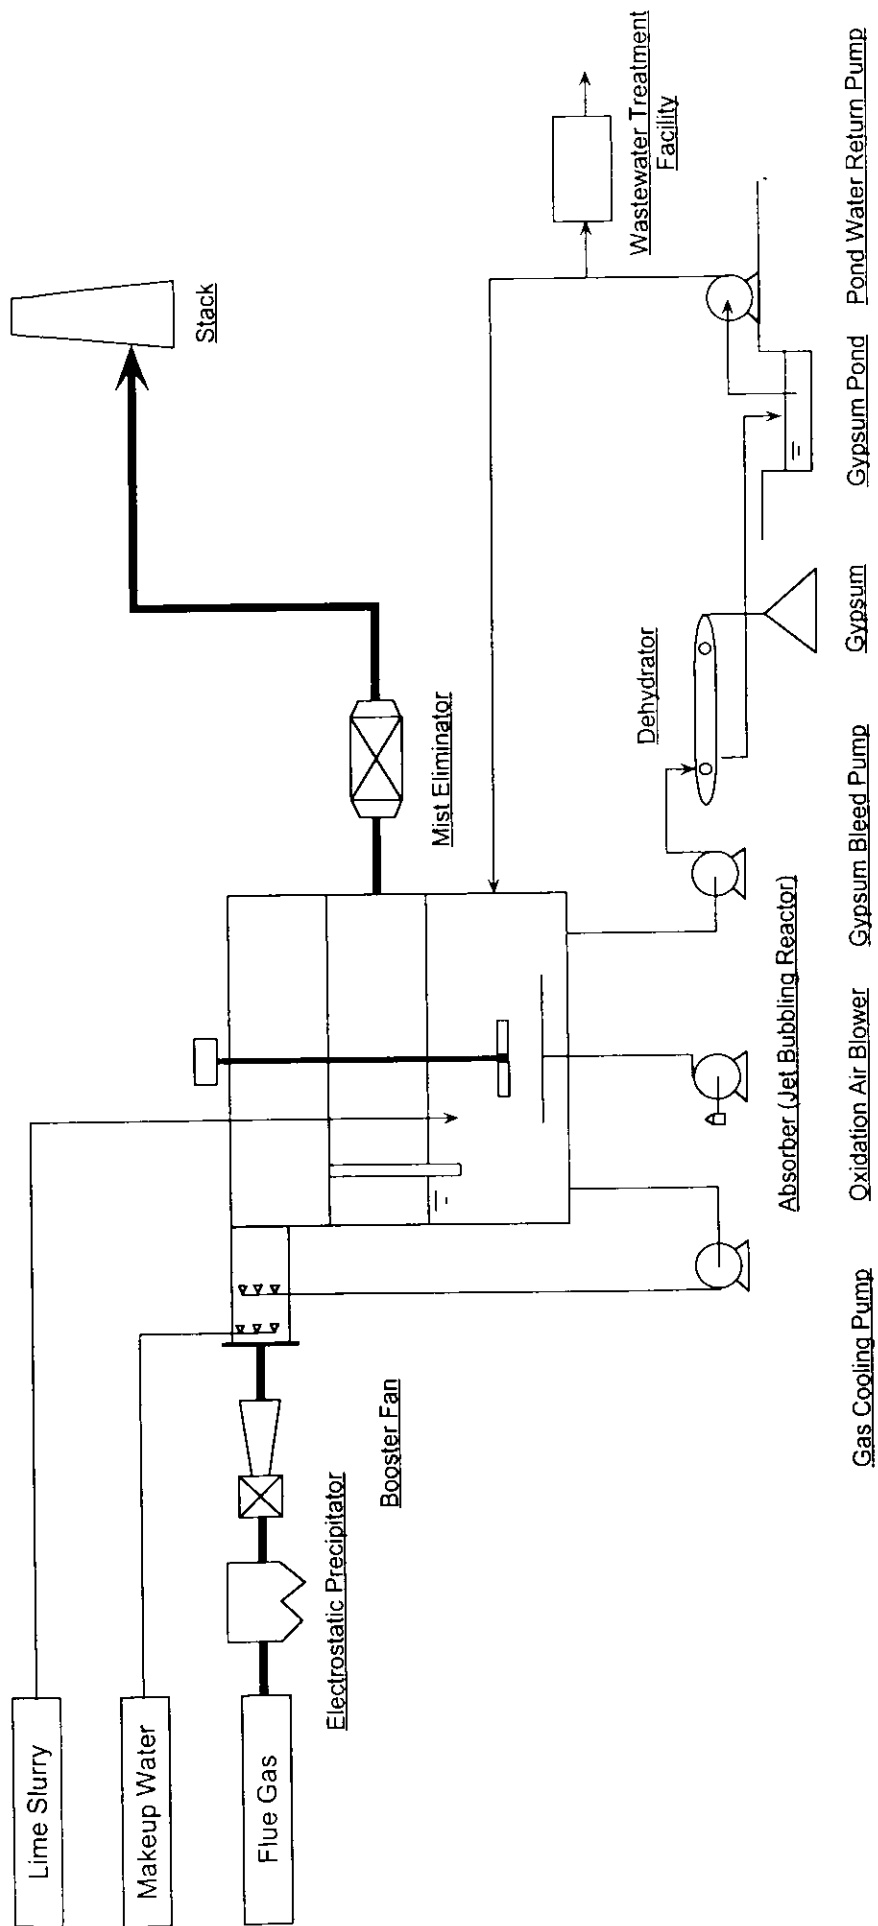 Lime Slurry
Makeup Water
Flue Gas
Electrostatic Precipitator
Booster Fan
Stack
Mist Eliminator
Wastewater Treatment
Facility
Dehydrator
Absorber (Jet Bubbling Reactor)
Gas Cooling Pump
Oxidation Air Blower
Gypsum Bleed Pump
Gypsum
Gypsum Pond
Pond Water Return Pump